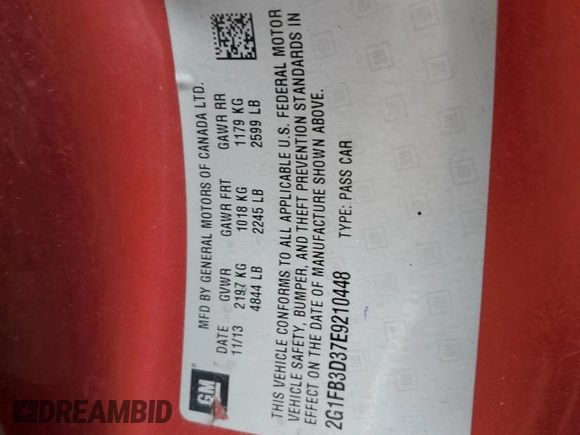 GM
MFD BY GENERAL MOTORS OF CANADA LTD.
DATE GVWR GAWR FRT GAWR RR
11/13 2197 KG 1018 KG 1179 KG
4844 LB 2245 LB 2599 LB
THIS VEHICLE CONFORMS TO ALL APPLICABLE U.S. FEDERAL MOTOR
VEHICLE SAFETY, BUMPER, AND THEFT PREVENTION STANDARDS IN
EFFECT ON THE DATE OF MANUFACTURE SHOWN ABOVE.
2G1FB3D37E9210448 TYPE: PASS CAR
DREAMBID